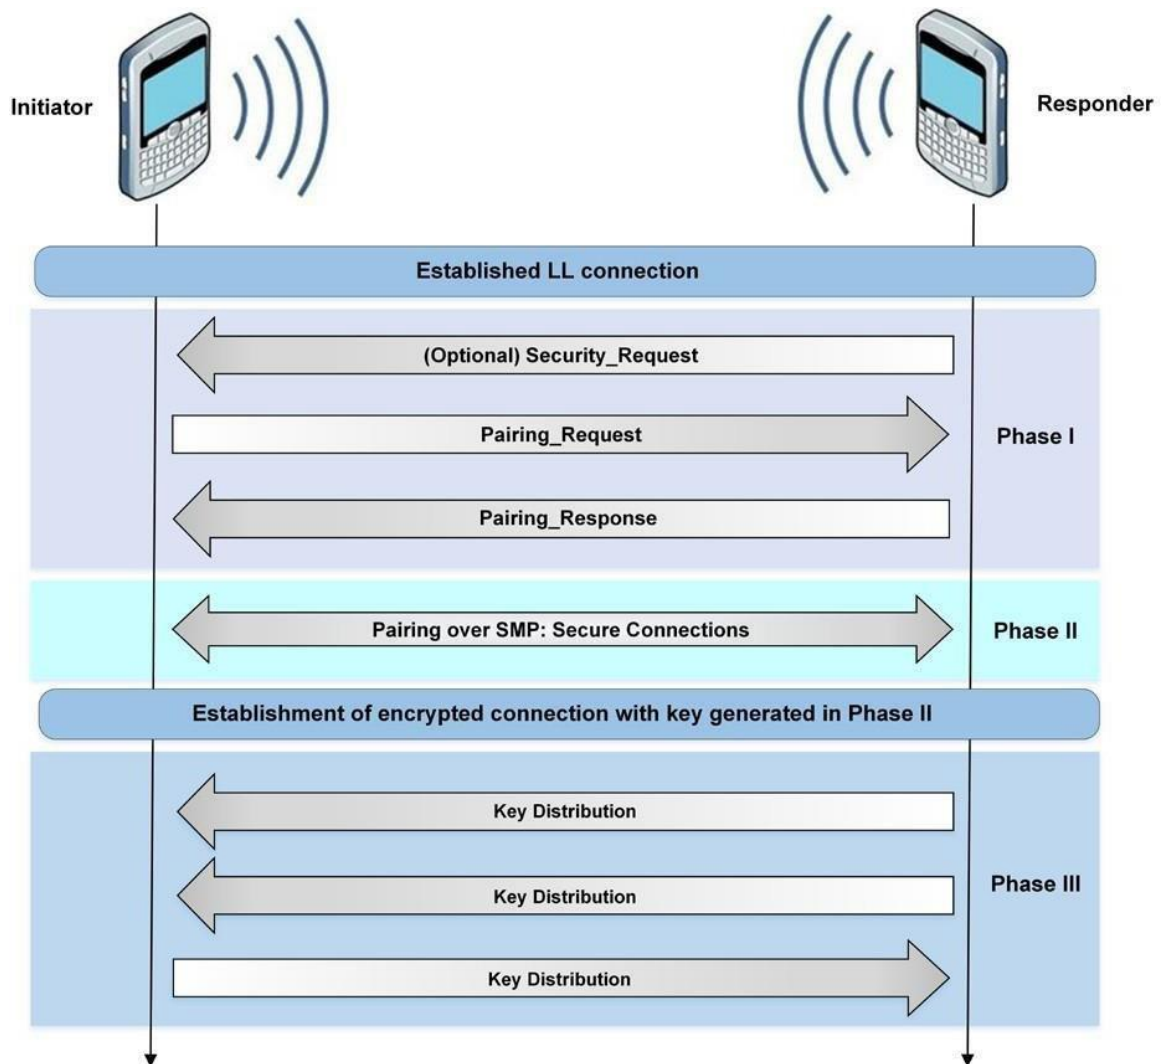 Initiator
Responder
Established LL connection
(Optional) Security_Request
Pairing_Request
Phase I
Pairing_Response
Pairing over SMP: Secure Connections
Phase II
Establishment of encrypted connection with key generated in Phase II
Key Distribution
Key Distribution
Phase III
Key Distribution